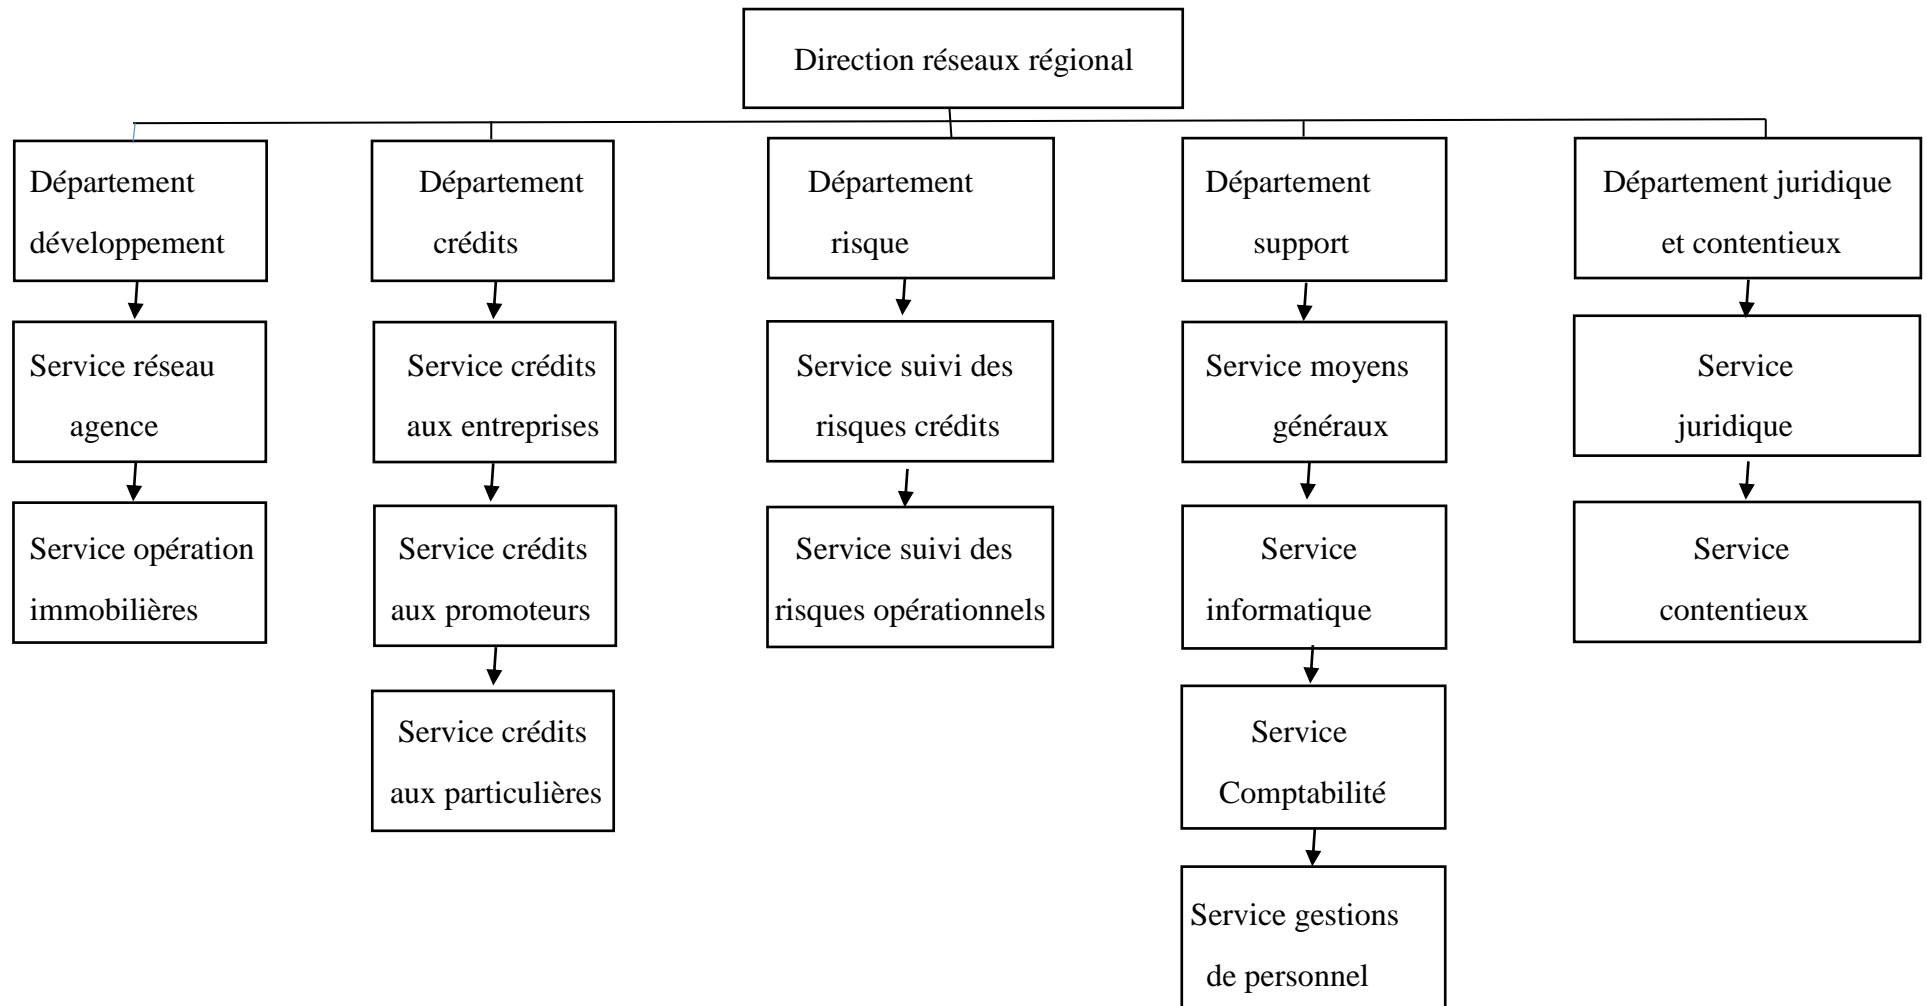 Direction réseaux régional
Département
développement
Département
crédits
Département
risque
Département
support
Département juridique
et contentieux
Service réseau
agence
Service crédits
aux entreprises
Service suivi des
risques crédits
Service moyens
généraux
Service
juridique
Service opération
immobilières
Service crédits
aux promoteurs
Service suivi des
risques opérationnels
Service
informatique
Service
contentieux
Service crédits
aux particulières
Service
Comptabilité
Service gestions
de personnel